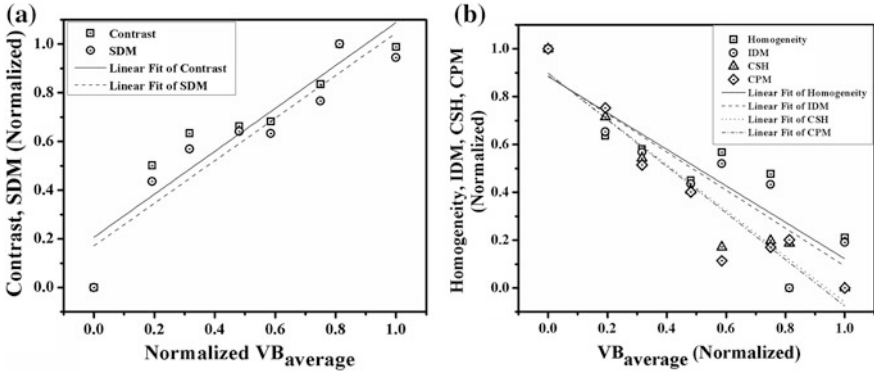 (a)
Contrast
SDM
Linear Fit of Contrast
Linear Fit of SDM
Contrast, SDM (Normalized)
1.0
0.8
0.6
0.4
0.2
0.0
0.0 0.2 0.4 0.6 0.8 1.0
Normalized VBaverage
(b)
Homogeneity
IDM
CSH
CPM
Linear Fit of Homogeneity
Linear Fit of IDM
Linear Fit of CSH
Linear Fit of CPM
Homogeneity, IDM, CSH, CPM
(Normalized)
1.0
0.8
0.6
0.4
0.2
0.0
0.0 0.2 0.4 0.6 0.8 1.0
VBaverage (Normalized)